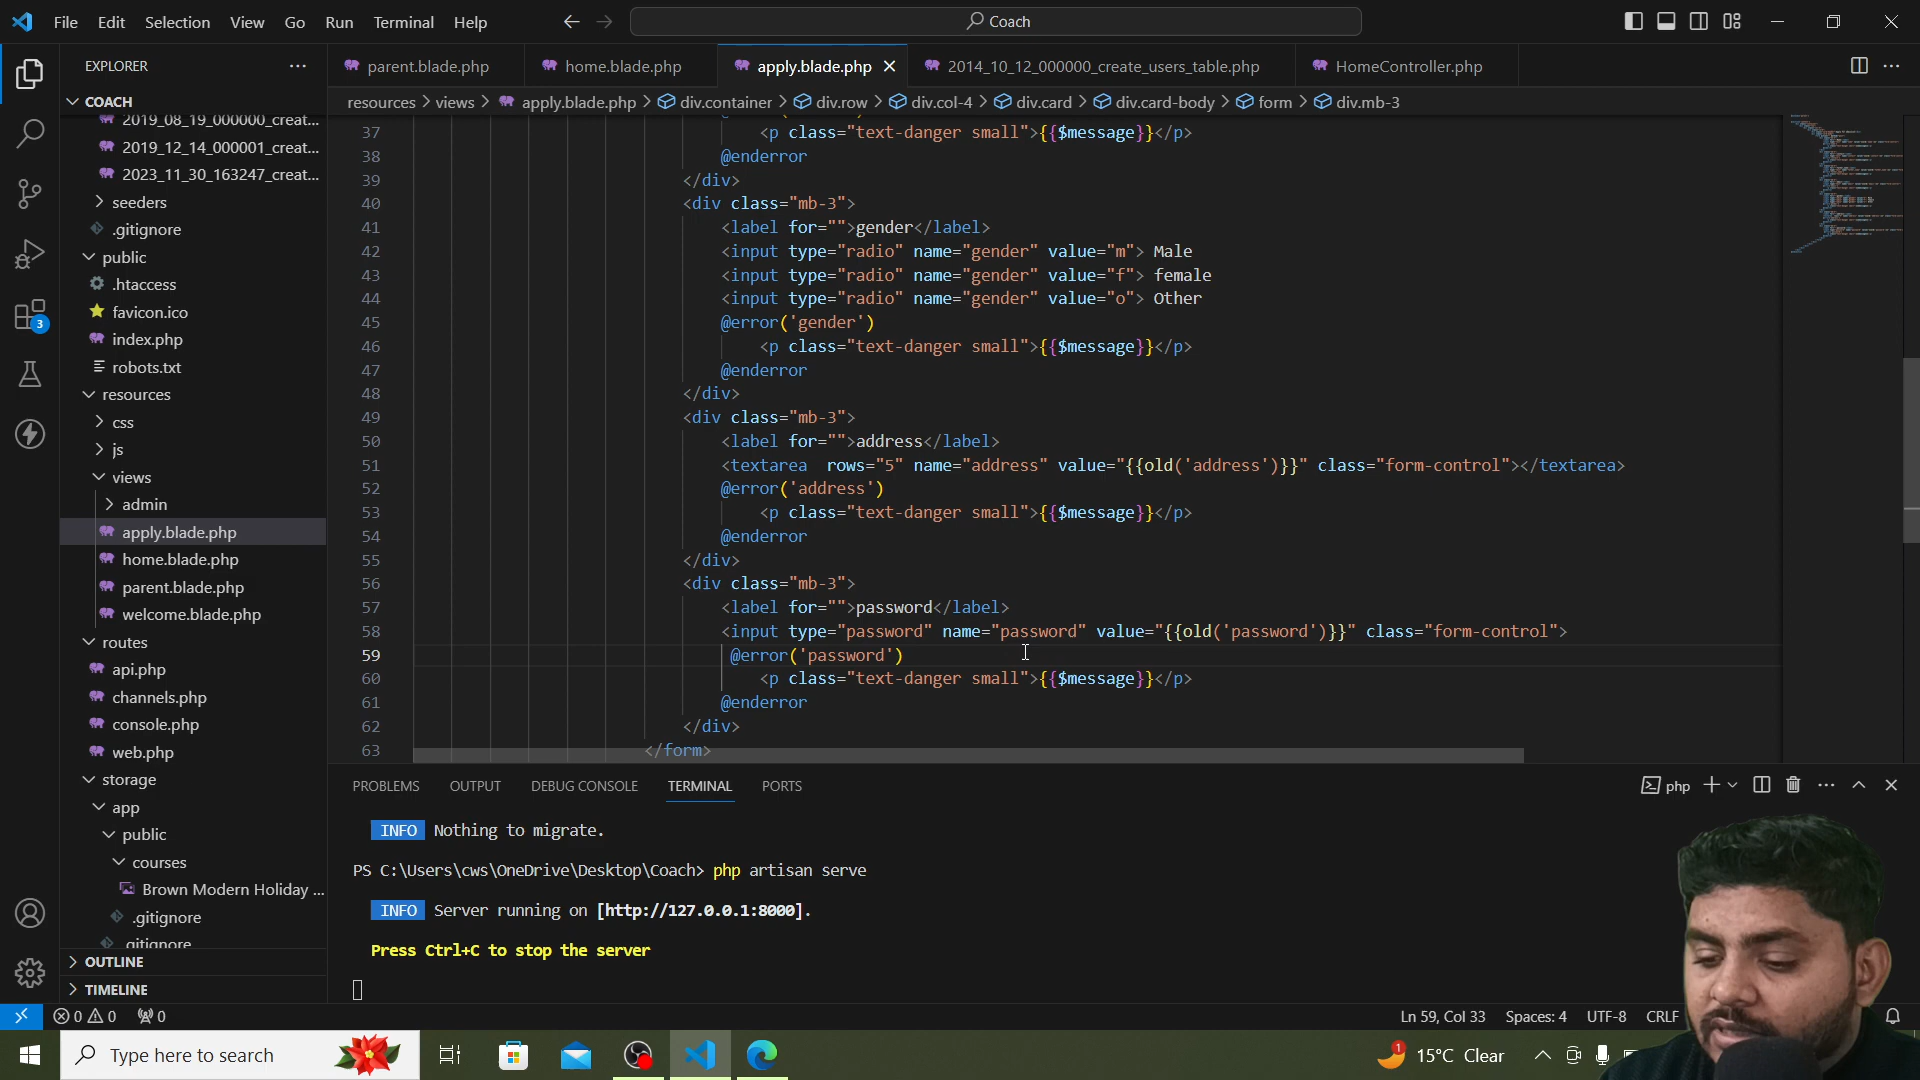 File Edit Selection View Go Run Terminal Help
Coach
EXPLORER
parent.blade.php
home.blade.php
apply.blade.php
2014_10_12_000000_create_users_table.php
HomeController.php
resources > views > apply.blade.php > div.container > div.row > div.col-4 > div.card > div.card-body > form > div.mb-3
COACH
2019_08_19_000000_creat...
2019_12_14_000001_creat...
2023_11_30_163247_creat...
seeders
.gitignore
public
.htaccess
favicon.ico
index.php
robots.txt
resources
css
js
views
admin
apply.blade.php
home.blade.php
parent.blade.php
welcome.blade.php
routes
api.php
channels.php
console.php
web.php
storage
app
public
courses
Brown Modern Holiday ...
.gitignore
.gitignore
OUTLINE
TIMELINE
37 <p class="text-danger small">{{$message}}</p>
38 @enderror
39 </div>
40 <div class="mb-3">
41 <label for="">gender</label>
42 <input type="radio" name="gender" value="m"> Male
43 <input type="radio" name="gender" value="f"> female
44 <input type="radio" name="gender" value="o"> Other
45 @error('gender')
46 <p class="text-danger small">{{$message}}</p>
47 @enderror
48 </div>
49 <div class="mb-3">
50 <label for="">address</label>
51 <textarea  rows="5" name="address" value="{{old('address')}}" class="form-control"></textarea>
52 @error('address')
53 <p class="text-danger small">{{$message}}</p>
54 @enderror
55 </div>
56 <div class="mb-3">
57 <label for="">password</label>
58 <input type="password" name="password" value="{{old('password')}}" class="form-control">
59 @error('password')
60 <p class="text-danger small">{{$message}}</p>
61 @enderror
62 </div>
63 </form>
PROBLEMS OUTPUT DEBUG CONSOLE TERMINAL PORTS
php
INFO Nothing to migrate.
PS C:\Users\cws\OneDrive\Desktop\Coach> php artisan serve
INFO Server running on [http://127.0.0.1:8000].
Press Ctrl+C to stop the server
0 0 0
Ln 59, Col 33 Spaces: 4 UTF-8 CRLF
3
Type here to search
1
15°C Clear